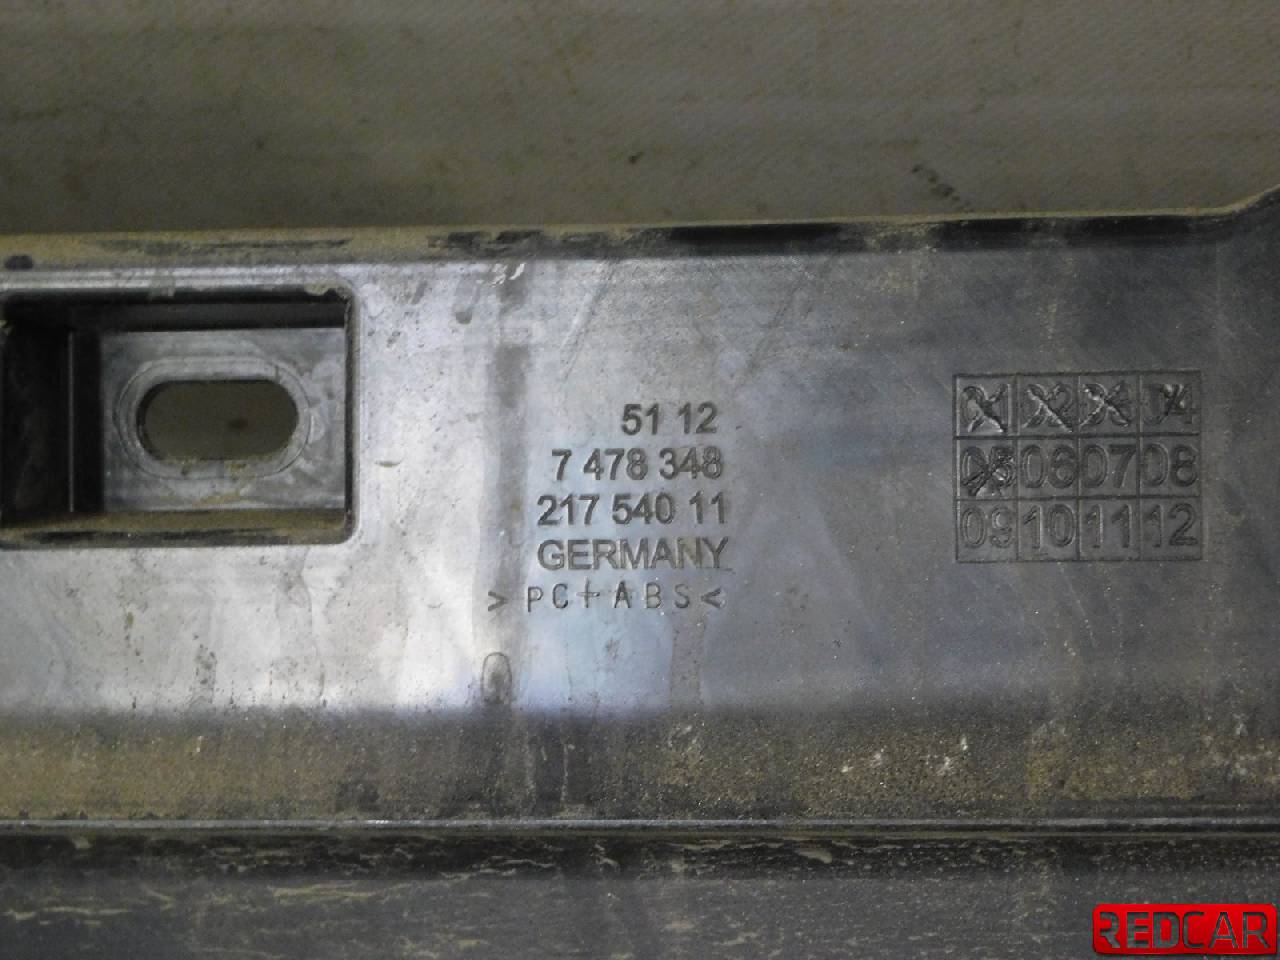 51 12
7 478 348
217 540 11
GERMANY
> PC+ABS <
01 02 03 04
05 06 07 08
09 10 11 12
REDCAR